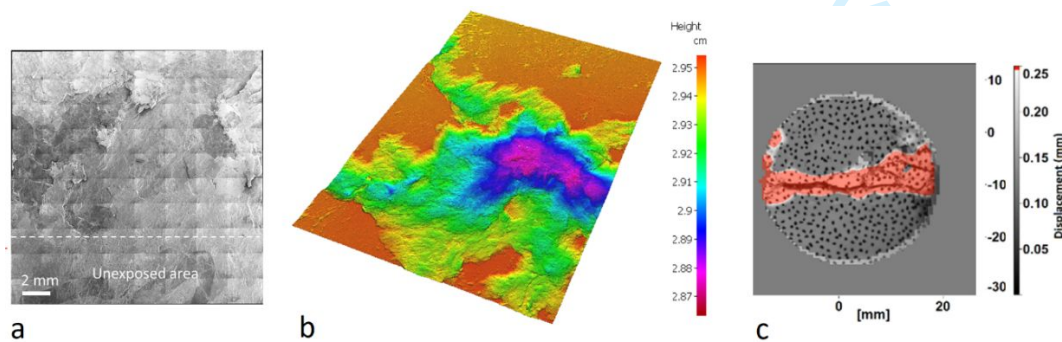 Unexposed area
2 mm
a
Height
cm
2.95
2.94
2.93
2.92
2.91
2.9
2.89
2.88
2.87
b
10
0
-10
-20
-30
0
20
[mm]
0.25
0.20
0.15
0.10
0.05
Displacement (mm)
c